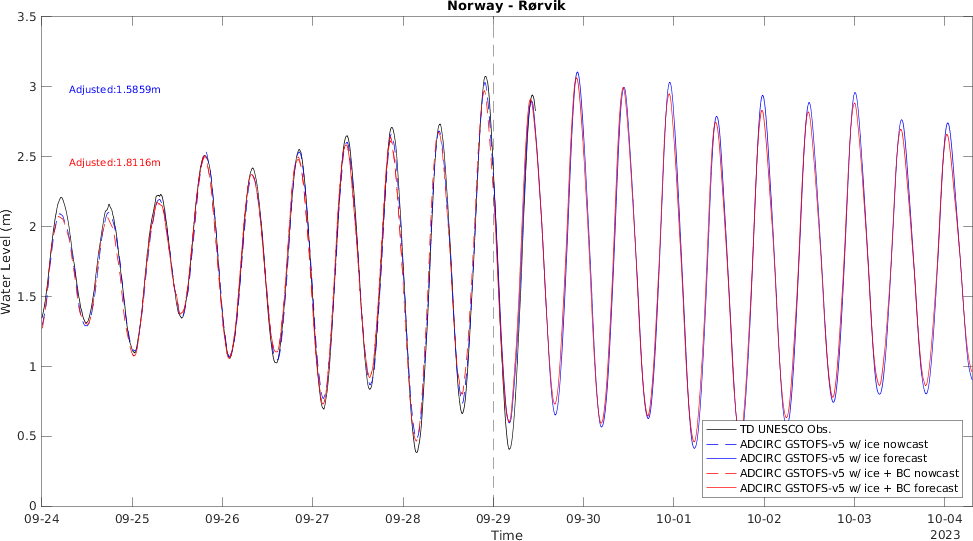 Norway - Rørvik
3.5
3
2.5
2
1.5
1
0.5
0
Water Level (m)
Adjusted:1.5859m
Adjusted:1.8116m
TD UNESCO Obs.
ADCIRC GSTOFS-v5 w/ ice nowcast
ADCIRC GSTOFS-v5 w/ ice forecast
ADCIRC GSTOFS-v5 w/ ice + BC nowcast
ADCIRC GSTOFS-v5 w/ ice + BC forecast
09-24 09-25 09-26 09-27 09-28 09-29 09-30 10-01 10-02 10-03 10-04
Time
2023